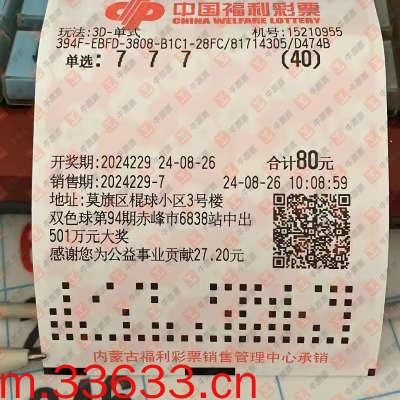 中国福利彩票
CHINA WELFARE LOTTERY
玩法:3D-单式 机号:15210955
394F-EBFD-3808-B1C1-28FC/81714305/D474B
单选: 7 7 7 (40)
开奖期:2024229 24-08-26 合计80元
销售期:2024229-7 24-08-26 10:08:59
地址:莫旗区棍球小区3号楼
双色球第94期赤峰市6838站中出
501万元大奖
感谢您为公益事业贡献27.20元
内蒙古福利彩票销售管理中心承销
m.33633.cn